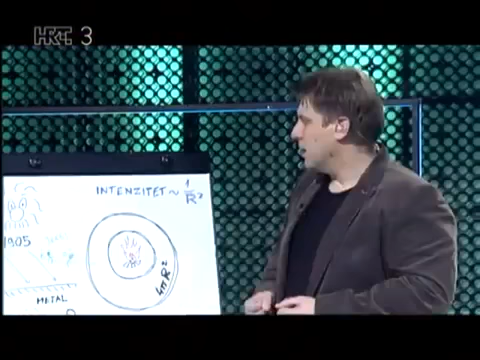 HRT 3
INTENZITET ~ 1/R²
1905
4πR²
METAL